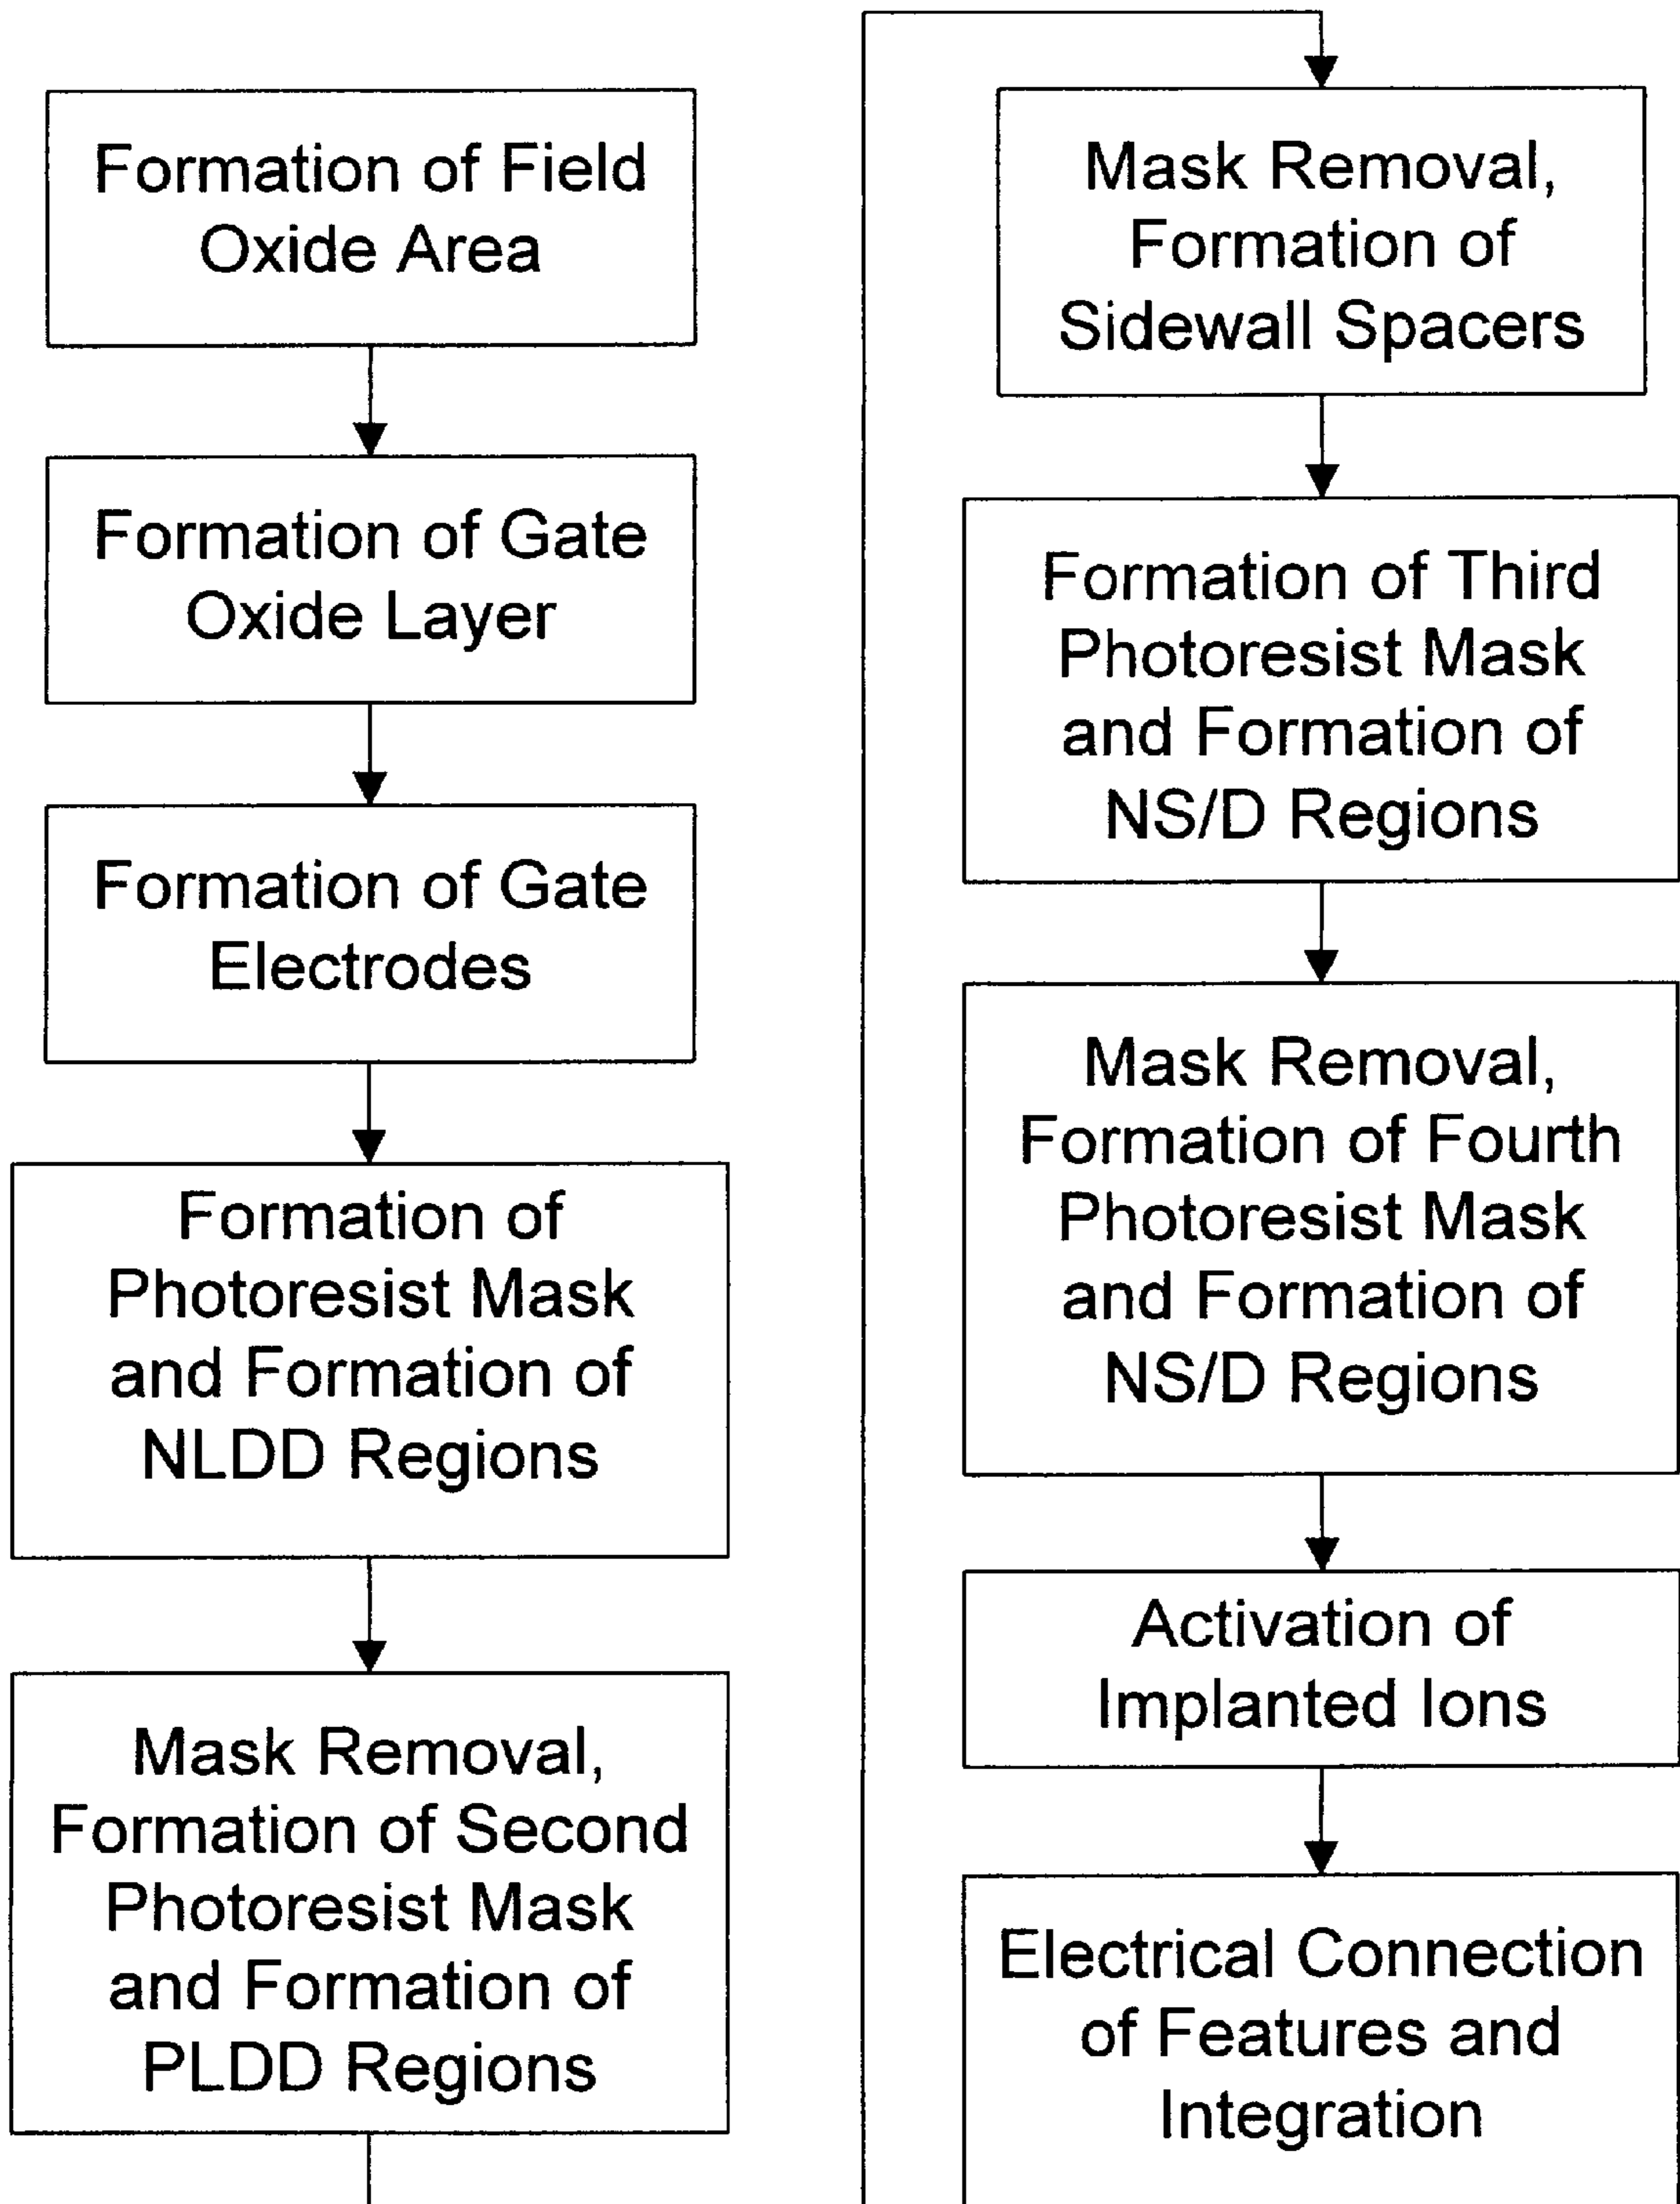 Formation of Field
Oxide Area
Formation of Gate
Oxide Layer
Formation of Gate
Electrodes
Formation of
Photoresist Mask
and Formation of
NLDD Regions
Mask Removal,
Formation of Second
Photoresist Mask
and Formation of
PLDD Regions
Mask Removal,
Formation of
Sidewall Spacers
Formation of Third
Photoresist Mask
and Formation of
NS/D Regions
Mask Removal,
Formation of Fourth
Photoresist Mask
and Formation of
NS/D Regions
Activation of
Implanted Ions
Electrical Connection
of Features and
Integration